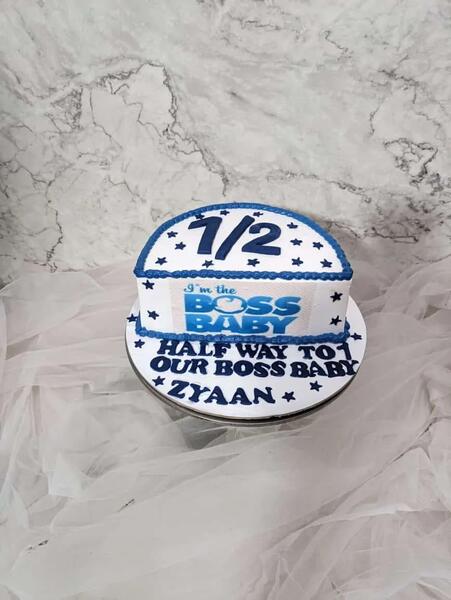 1/2
I'm the
BOSS
BABY
HALF WAY TO 1
OUR BOSS BABY
ZYAAN